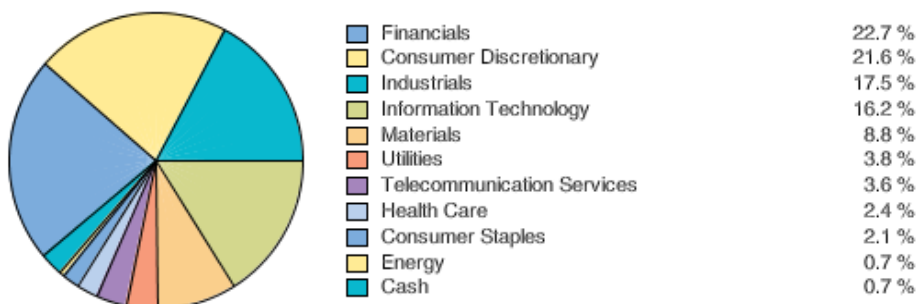 Financials 22.7 %
Consumer Discretionary 21.6 %
Industrials 17.5 %
Information Technology 16.2 %
Materials 8.8 %
Utilities 3.8 %
Telecommunication Services 3.6 %
Health Care 2.4 %
Consumer Staples 2.1 %
Energy 0.7 %
Cash 0.7 %